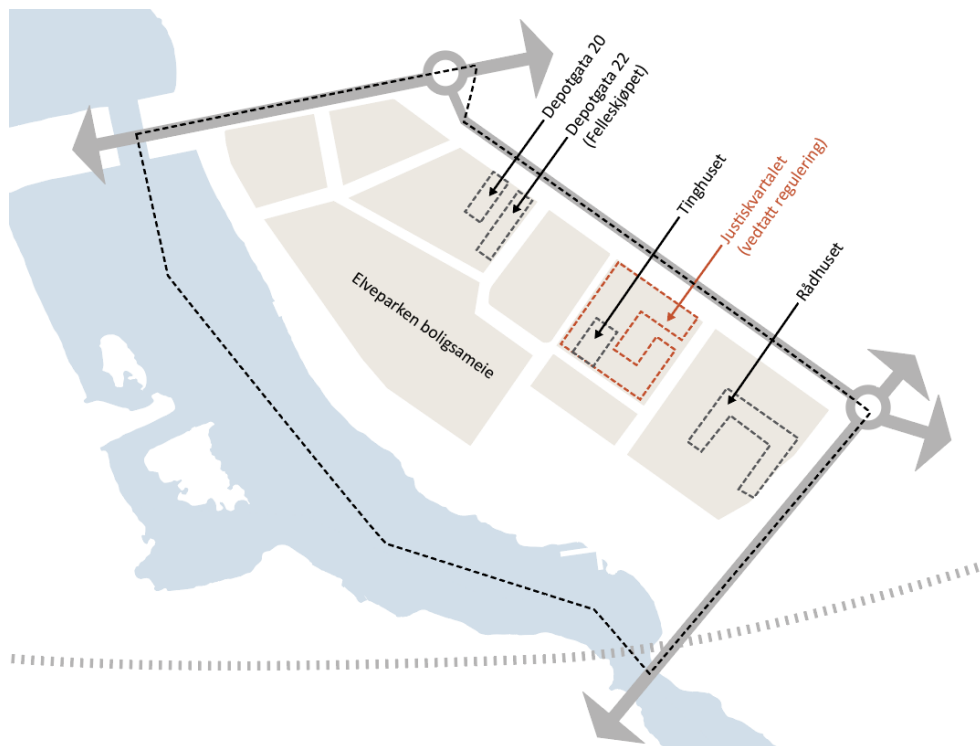 Depotgata 20
Depotgata 22
(Felleskjøpet)
Tinghuset
Justiskvartalet
(vedtatt regulering)
Rådhuset
Elveparken boligsameie